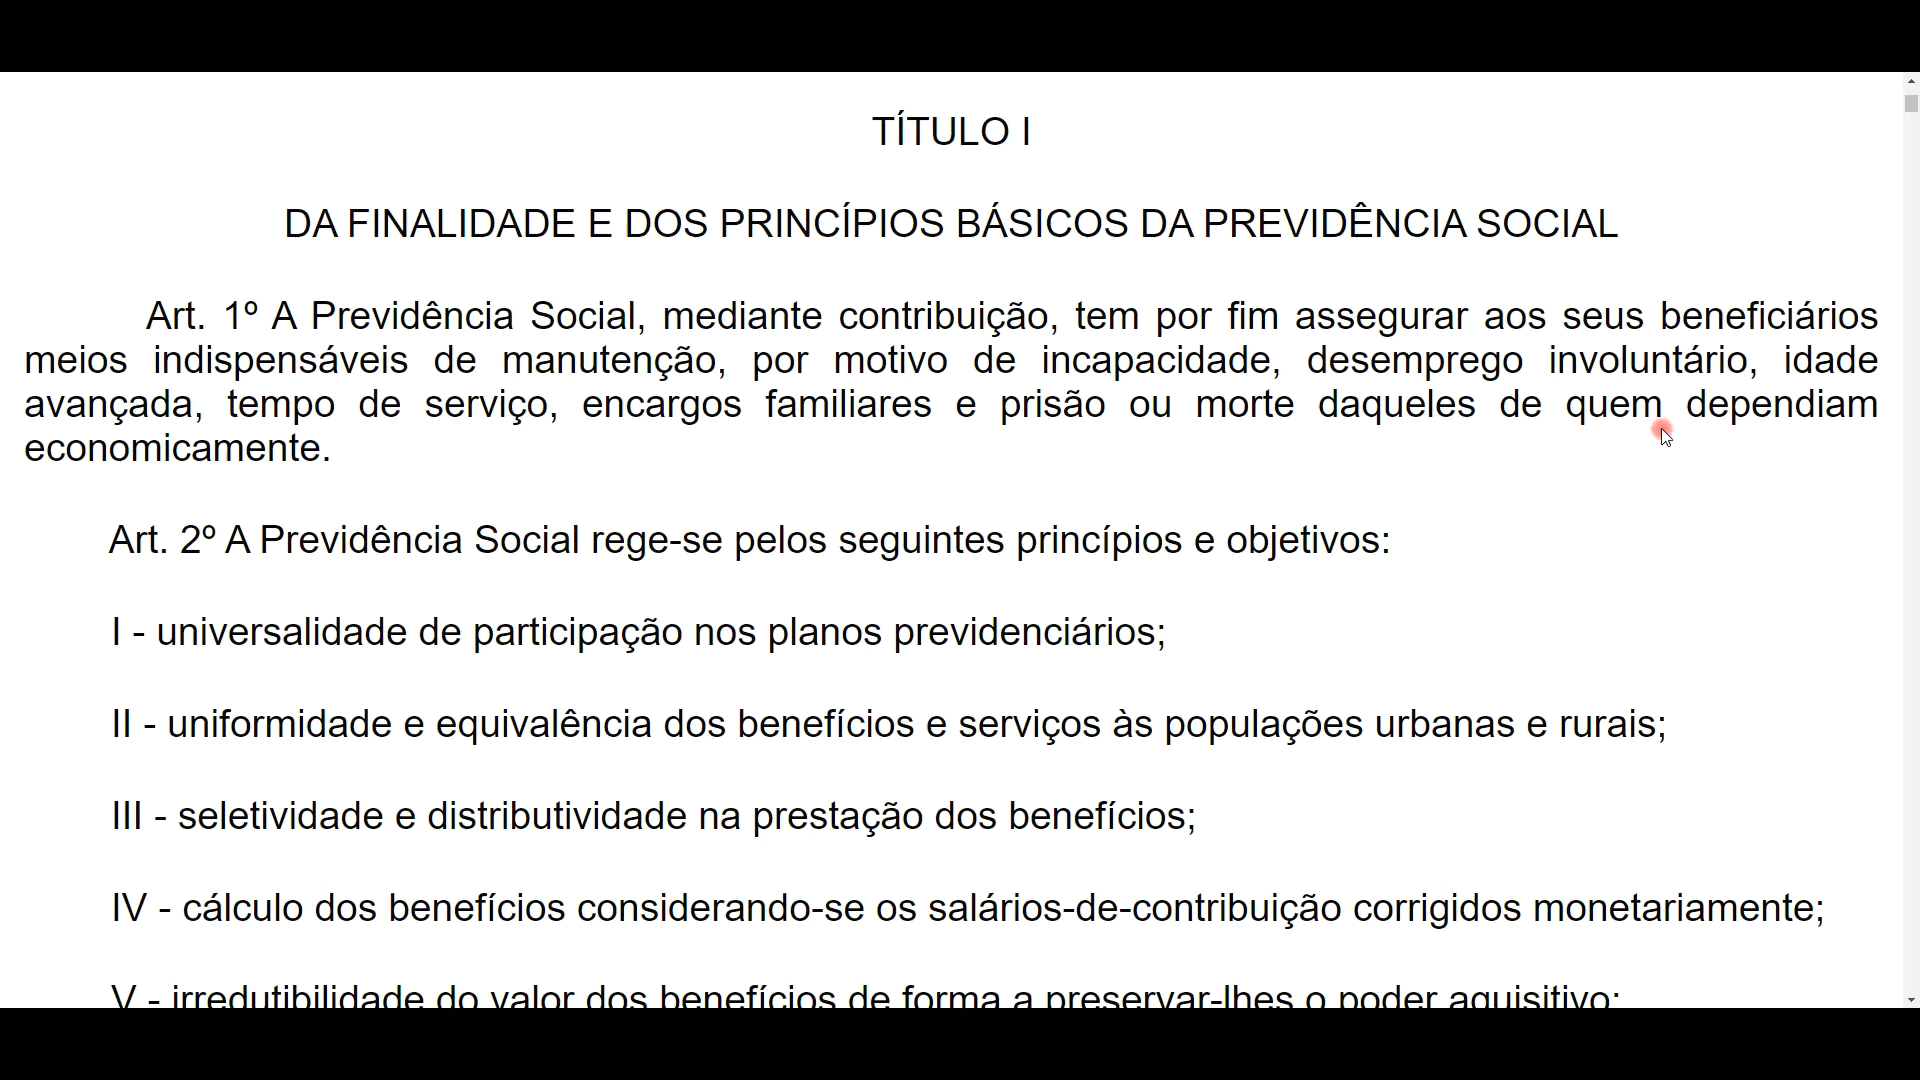 TÍTULO I
DA FINALIDADE E DOS PRINCÍPIOS BÁSICOS DA PREVIDÊNCIA SOCIAL
Art. 1º A Previdência Social, mediante contribuição, tem por fim assegurar aos seus beneficiários
meios indispensáveis de manutenção, por motivo de incapacidade, desemprego involuntário, idade
avançada, tempo de serviço, encargos familiares e prisão ou morte daqueles de quem dependiam
economicamente.
Art. 2º A Previdência Social rege-se pelos seguintes princípios e objetivos:
I - universalidade de participação nos planos previdenciários;
II - uniformidade e equivalência dos benefícios e serviços às populações urbanas e rurais;
III - seletividade e distributividade na prestação dos benefícios;
IV - cálculo dos benefícios considerando-se os salários-de-contribuição corrigidos monetariamente;
V - irredutibilidade do valor dos benefícios de forma a preservar-lhes o poder aquisitivo;